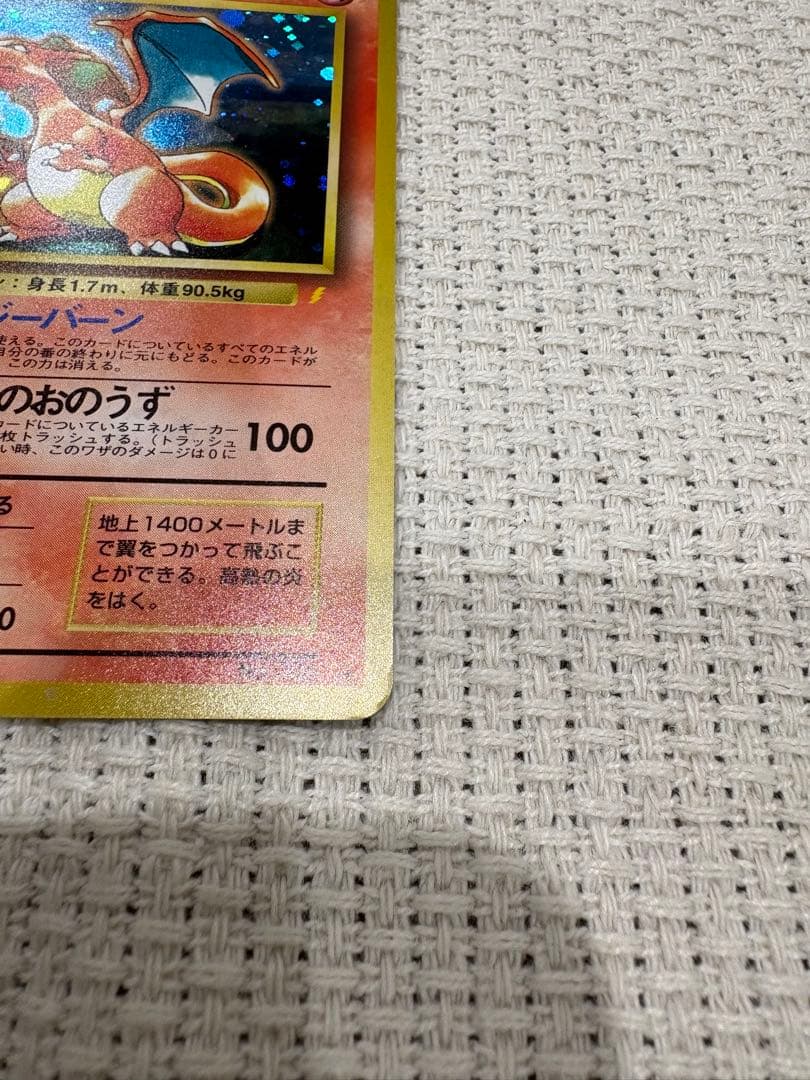 ン：身長1.7m、体重90.5kg
ジーバーン
使える。このカードについているすべてのエネル
自分の番の終わりに元にもどる。このカードが
、この力は消える。
のおのうず
100
ードについているエネルギーカー
枚トラッシュする。(トラッシュ
い時、このワザのダメージは0に
る
地上1400メートルま
で翼をつかって飛ぶこ
とができる。高熱の炎
をはく。
0